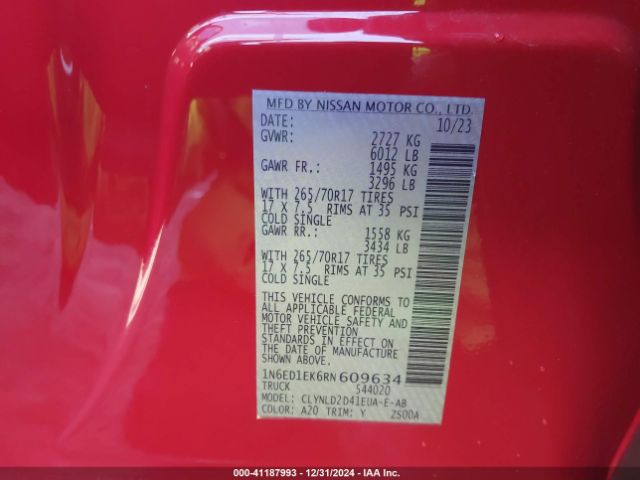 MFD BY NISSAN MOTOR CO., LTD.
DATE: 10/23
GVWR: 2727 KG
6012 LB
GAWR FR.: 1495 KG
3296 LB
WITH 265/70R17 TIRES
17 X 7.5 RIMS AT 35 PSI
COLD SINGLE
GAWR RR.: 1558 KG
3434 LB
WITH 265/70R17 TIRES
17 X 7.5 RIMS AT 35 PSI
COLD SINGLE
THIS VEHICLE CONFORMS TO
ALL APPLICABLE FEDERAL
MOTOR VEHICLE SAFETY AND
THEFT PREVENTION
STANDARDS IN EFFECT ON THE
DATE OF MANUFACTURE
SHOWN ABOVE.
1N6ED1EK6RN609634
TRUCK 544020
MODEL: CLYNLD2D41EUA-E-AB
COLOR: A20 TRIM: Y 2S00A
000-41187993 - 12/31/2024 - IAA Inc.